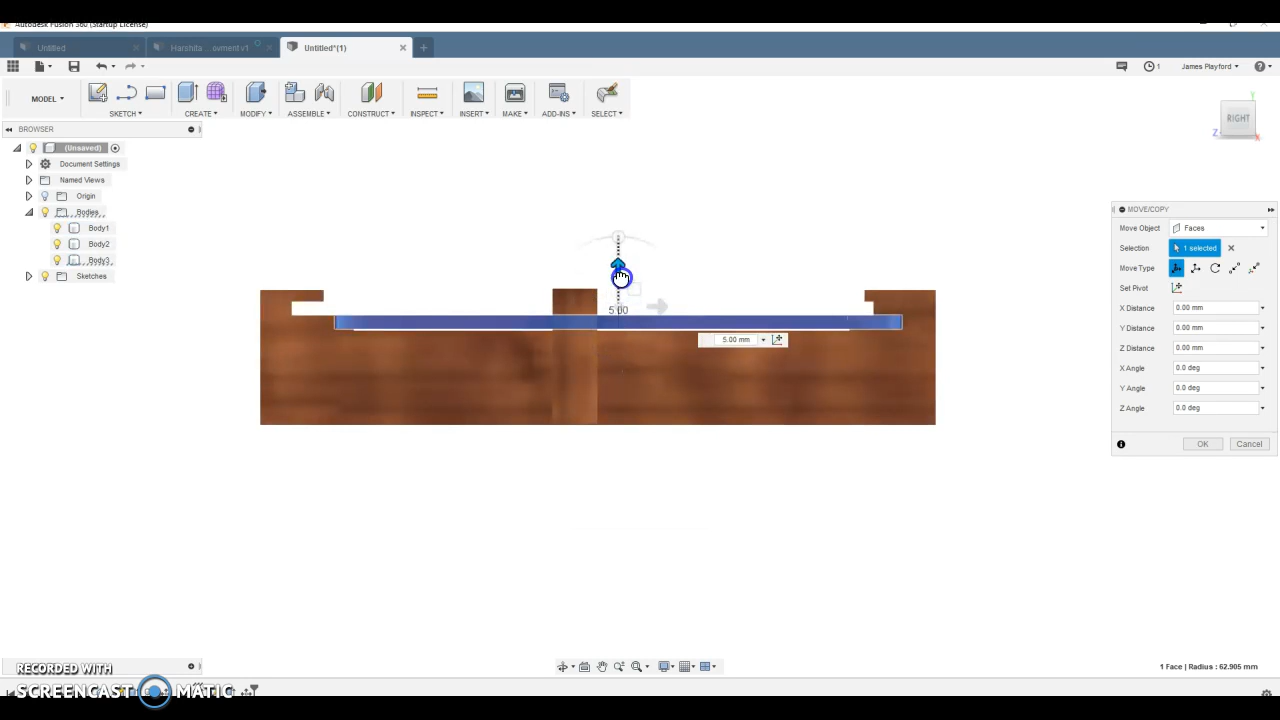 Autodesk Fusion 360 (Startup License)
Untitled
Harshita ... ovment v1
Untitled*(1)
1
James Playford
MODEL
SKETCH
CREATE
MODIFY
ASSEMBLE
CONSTRUCT
INSPECT
INSERT
MAKE
ADD-INS
SELECT
BROWSER
(Unsaved)
Document Settings
Named Views
Origin
Bodies
Body1
Body2
Body3
Sketches
Y
RIGHT
Z
X
MOVE/COPY
Move Object Faces
Selection 1 selected
Move Type
Set Pivot
X Distance 0.00 mm
Y Distance 0.00 mm
Z Distance 0.00 mm
X Angle 0.0 deg
Y Angle 0.0 deg
Z Angle 0.0 deg
OK Cancel
5.00
5.00 mm
1 Face | Radius : 62.905 mm
RECORDED WITH
SCREENCAST MATIC